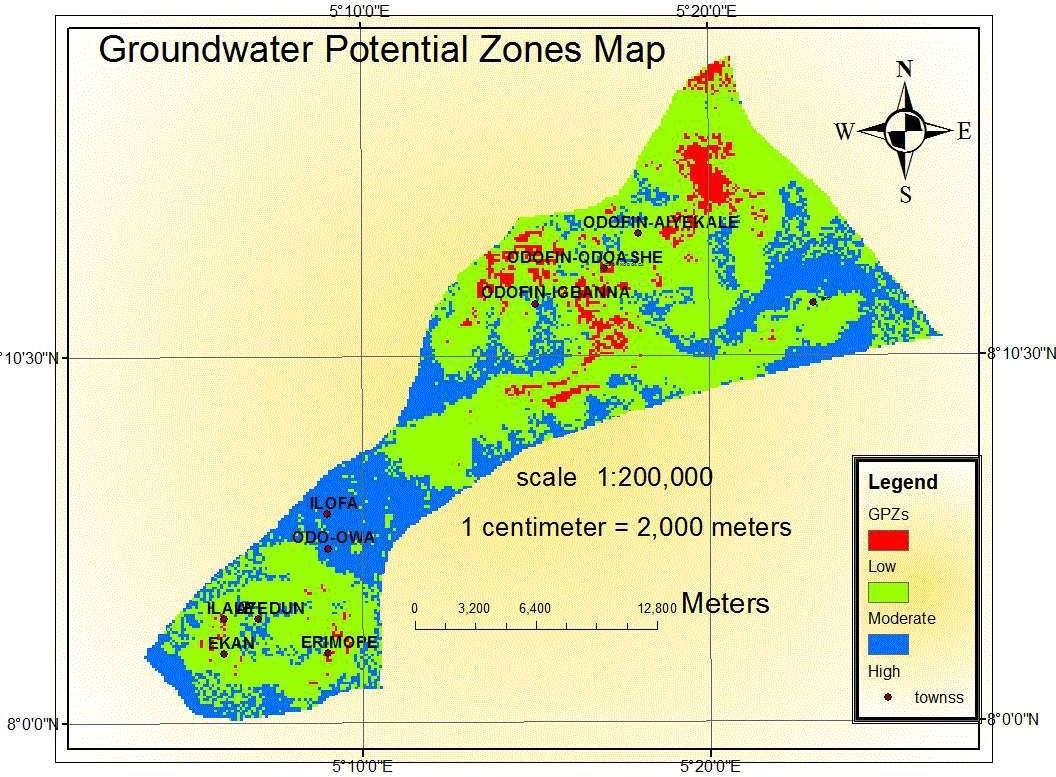 5°10'0"E 5°20'0"E
Groundwater Potential Zones Map
N
W E
S
ODOFIN-AIYEKALE
ODOFIN-ODOASHE
ODOFIN-IGBANNA
°10'30"N 8°10'30"N
scale 1:200,000
1 centimeter = 2,000 meters
Legend
GPZs
Low
Moderate
High
townss
ILOFA
ODO-OWA
0 3,200 6,400 12,800 Meters
AYEDUN
EKAN ERIMOPE
8°0'0"N 8°0'0"N
5°10'0"E 5°20'0"E